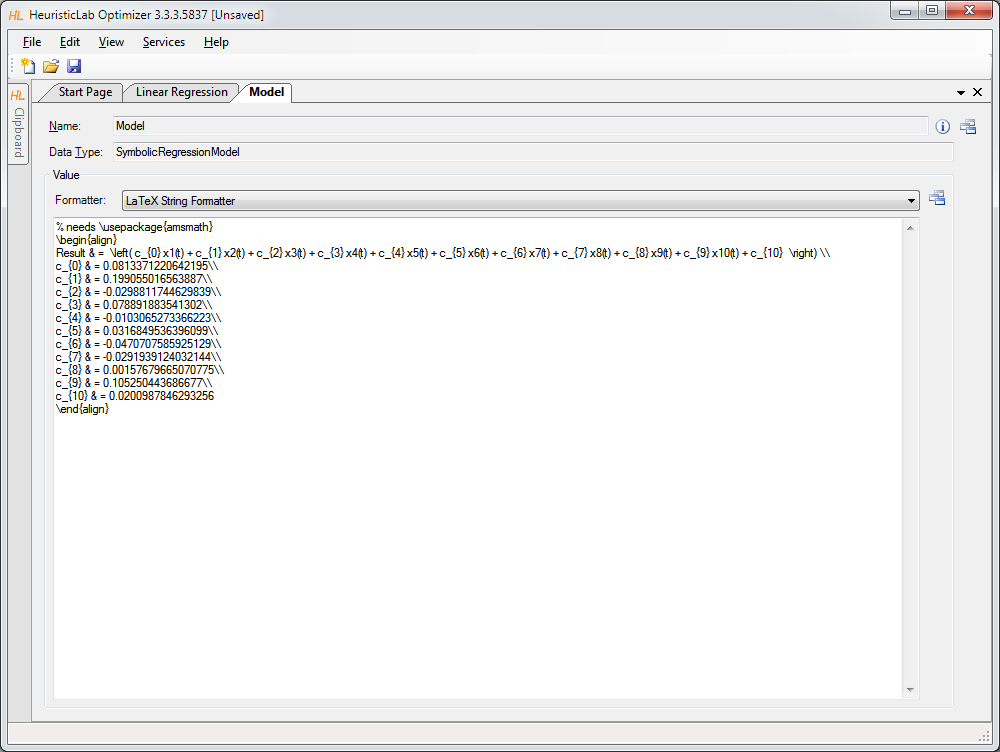 HL HeuristicLab Optimizer 3.3.3.5837 [Unsaved]
File Edit View Services Help
HL Clipboard
Start Page Linear Regression Model
Name: Model
Data Type: SymbolicRegressionModel
Value
Formatter: LaTeX String Formatter
% needs \usepackage{amsmath}
\begin{align}
Result & = \left( c_{0} x1(t) + c_{1} x2(t) + c_{2} x3(t) + c_{3} x4(t) + c_{4} x5(t) + c_{5} x6(t) + c_{6} x7(t) + c_{7} x8(t) + c_{8} x9(t) + c_{9} x10(t) + c_{10} \right) \\
c_{0} & = 0.0813371220642195\\
c_{1} & = 0.199055016563887\\
c_{2} & = -0.0298811744629839\\
c_{3} & = 0.078891883541302\\
c_{4} & = -0.0103065273366223\\
c_{5} & = 0.0316849536396099\\
c_{6} & = -0.0470707585925129\\
c_{7} & = -0.0291939124032144\\
c_{8} & = 0.00157679665070775\\
c_{9} & = 0.105250443686677\\
c_{10} & = 0.0200987846293256
\end{align}